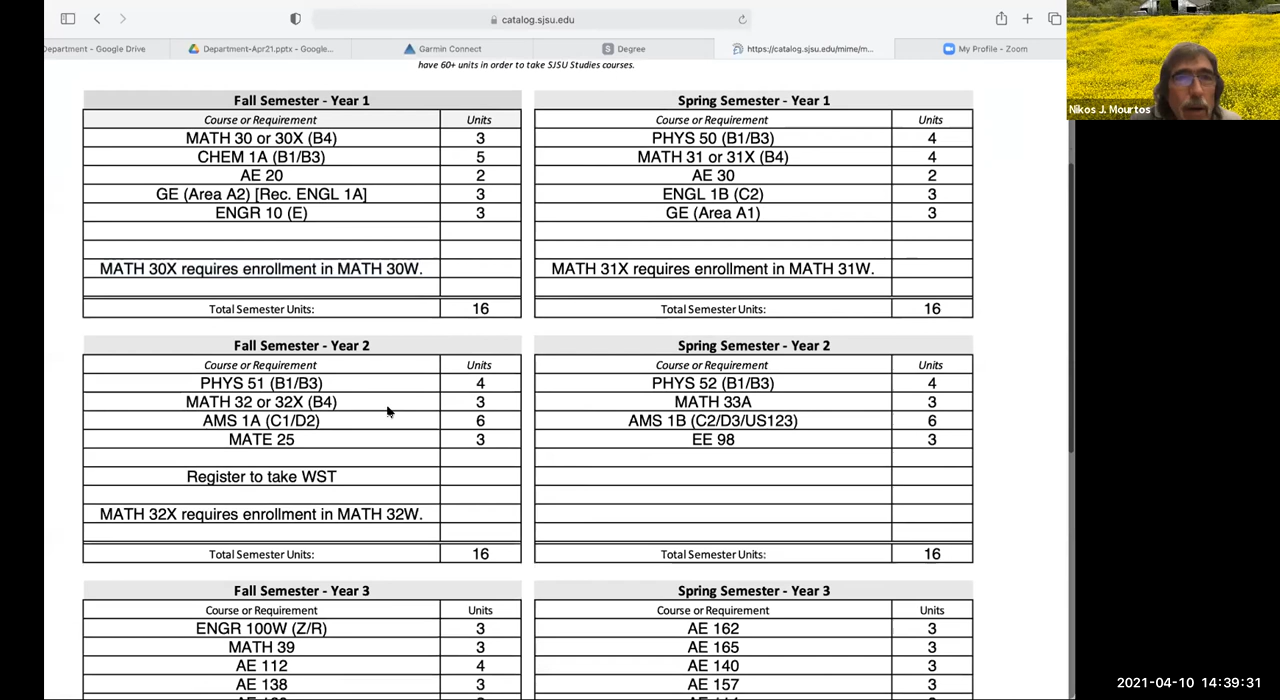 catalog.sjsu.edu
Department - Google Drive
Department-Apr21.pptx - Google...
Garmin Connect
S Degree
https://catalog.sjsu.edu/mime/m...
My Profile - Zoom
Nikos J. Mourtos
have 60+ units in order to take SJSU Studies courses.
Fall Semester - Year 1
Course or Requirement Units
MATH 30 or 30X (B4) 3
CHEM 1A (B1/B3) 5
AE 20 2
GE (Area A2) [Rec. ENGL 1A] 3
ENGR 10 (E) 3
MATH 30X requires enrollment in MATH 30W.
Total Semester Units: 16
Spring Semester - Year 1
Course or Requirement Units
PHYS 50 (B1/B3) 4
MATH 31 or 31X (B4) 4
AE 30 2
ENGL 1B (C2) 3
GE (Area A1) 3
MATH 31X requires enrollment in MATH 31W.
Total Semester Units: 16
Fall Semester - Year 2
Course or Requirement Units
PHYS 51 (B1/B3) 4
MATH 32 or 32X (B4) 3
AMS 1A (C1/D2) 6
MATE 25 3
Register to take WST
MATH 32X requires enrollment in MATH 32W.
Total Semester Units: 16
Spring Semester - Year 2
Course or Requirement Units
PHYS 52 (B1/B3) 4
MATH 33A 3
AMS 1B (C2/D3/US123) 6
EE 98 3
Total Semester Units: 16
Fall Semester - Year 3
Course or Requirement Units
ENGR 100W (Z/R) 3
MATH 39 3
AE 112 4
AE 138 3
Spring Semester - Year 3
Course or Requirement Units
AE 162 3
AE 165 3
AE 140 3
AE 157 3
2021-04-10 14:39:31